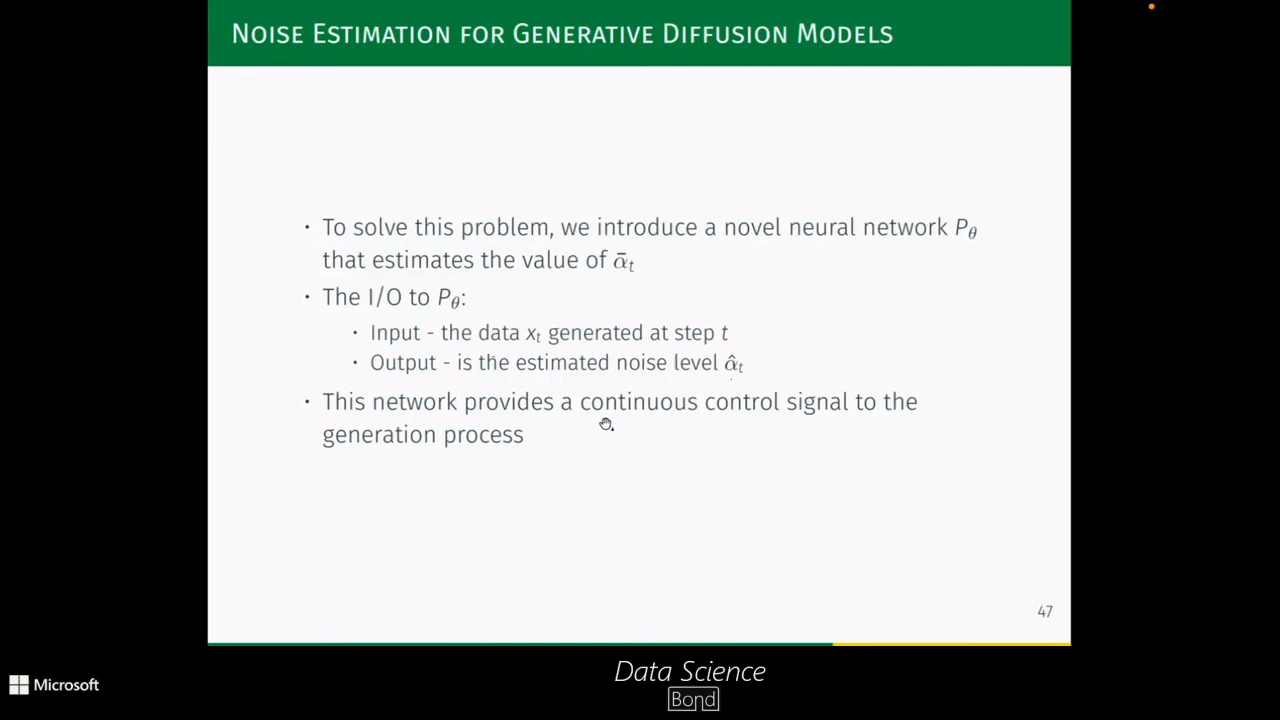 NOISE ESTIMATION FOR GENERATIVE DIFFUSION MODELS
• To solve this problem, we introduce a novel neural network Pθ
that estimates the value of ᾱt
• The I/O to Pθ:
• Input - the data xt generated at step t
• Output - is the estimated noise level α̂t
• This network provides a continuous control signal to the
generation process
47
Microsoft
Data Science
Bond